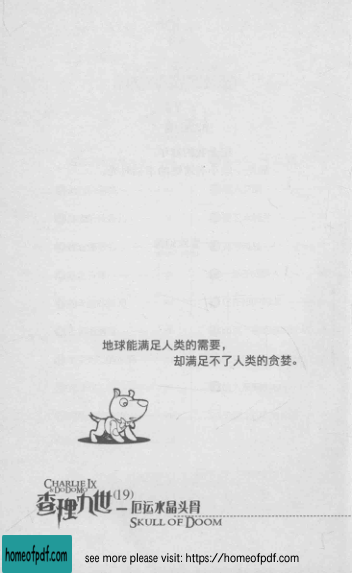 地球能满足人类的需要，
却满足不了人类的贪婪。
CHARLIE IX
& DODOMO
查理九世(19)—厄运水晶头骨
SKULL OF DOOM
homeofpdf.com
see more please visit: https://homeofpdf.com